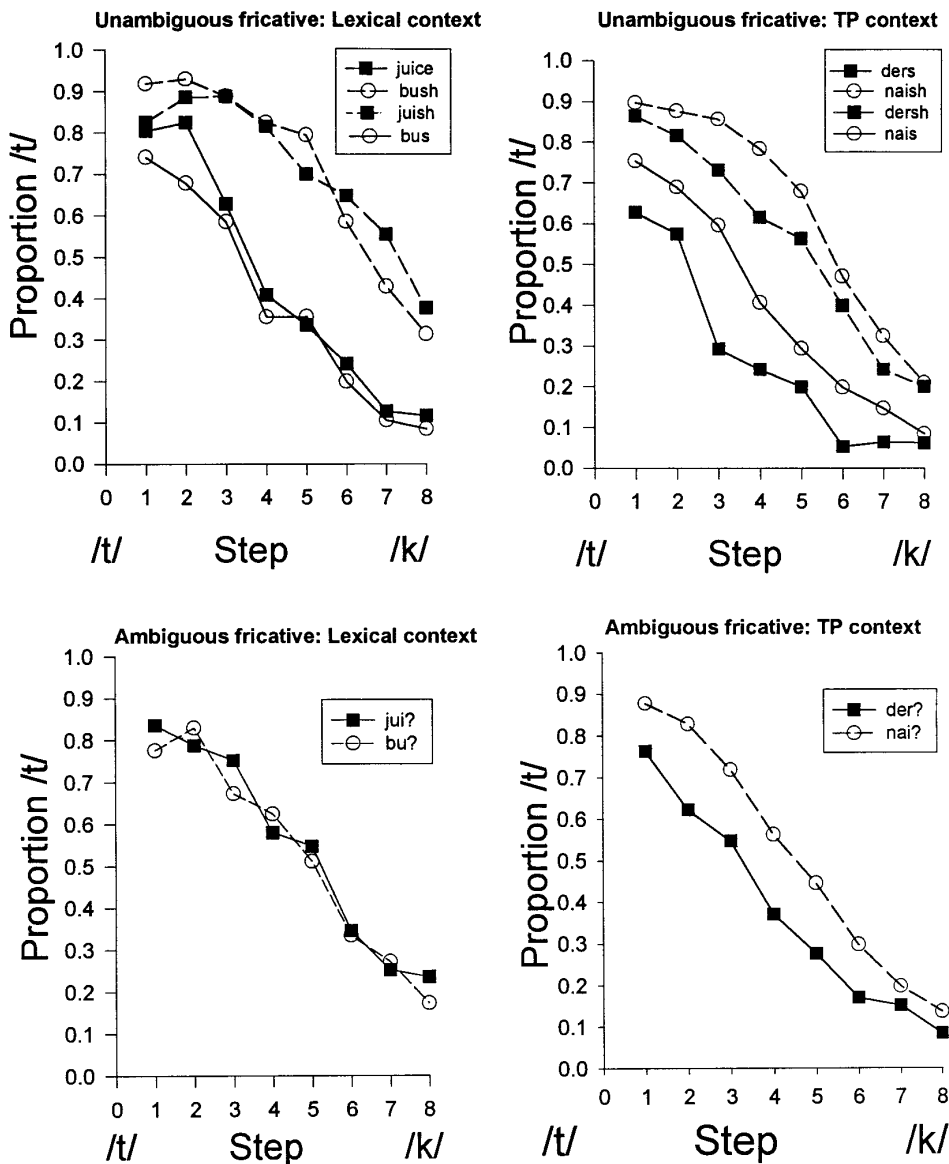 Unambiguous fricative: Lexical context
1.0
0.9
0.8
0.7
0.6
0.5
0.4
0.3
0.2
0.1
0.0
Proportion /t/
juice
bush
juish
bus
0 1 2 3 4 5 6 7 8
/t/ Step /k/
Unambiguous fricative: TP context
1.0
0.9
0.8
0.7
0.6
0.5
0.4
0.3
0.2
0.1
0.0
Proportion /t/
ders
naish
dersh
nais
0 1 2 3 4 5 6 7 8
/t/ Step /k/
Ambiguous fricative: Lexical context
1.0
0.9
0.8
0.7
0.6
0.5
0.4
0.3
0.2
0.1
0.0
Proportion /t/
jui?
bu?
0 1 2 3 4 5 6 7 8
/t/ Step /k/
Ambiguous fricative: TP context
1.0
0.9
0.8
0.7
0.6
0.5
0.4
0.3
0.2
0.1
0.0
Proportion /t/
der?
nai?
0 1 2 3 4 5 6 7 8
/t/ Step /k/